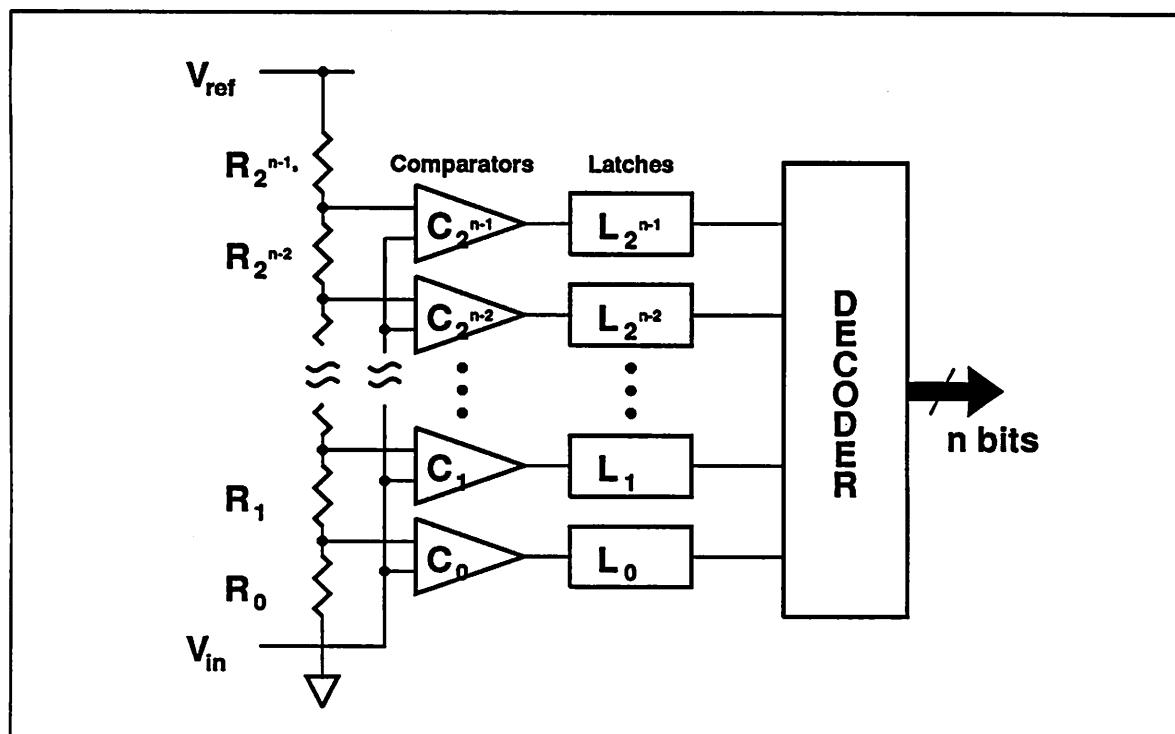 V_ref
R_2^n-1.
Comparators
Latches
C_2^n-1
L_2^n-1
R_2^n-2
C_2^n-2
L_2^n-2
DECODER
n bits
R_1
C_1
L_1
R_0
C_0
L_0
V_in